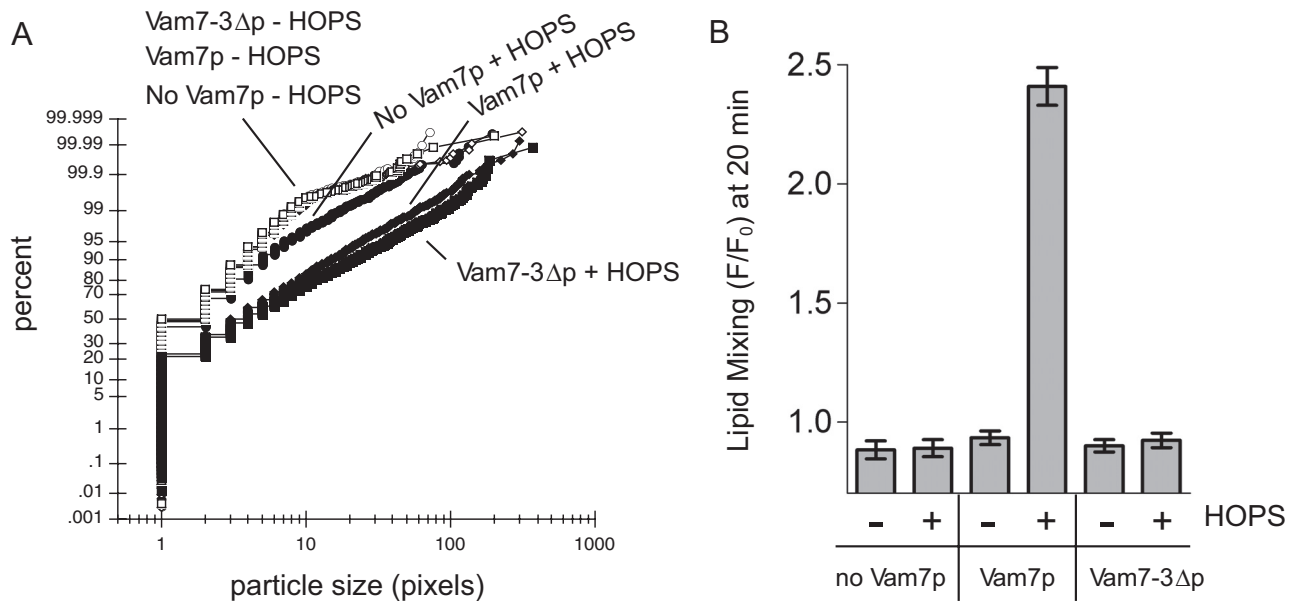 A
Vam7-3Δp - HOPS
Vam7p - HOPS
No Vam7p - HOPS
No Vam7p + HOPS
Vam7p + HOPS
Vam7-3Δp + HOPS
percent
99.999
99.99
99.9
99
95
90
80
70
50
30
20
10
5
1
.1
.01
.001
1
10
100
1000
particle size (pixels)
B
Lipid Mixing (F/F₀) at 20 min
2.5
2.0
1.5
1.0
- + - + - + HOPS
no Vam7p Vam7p Vam7-3Δp